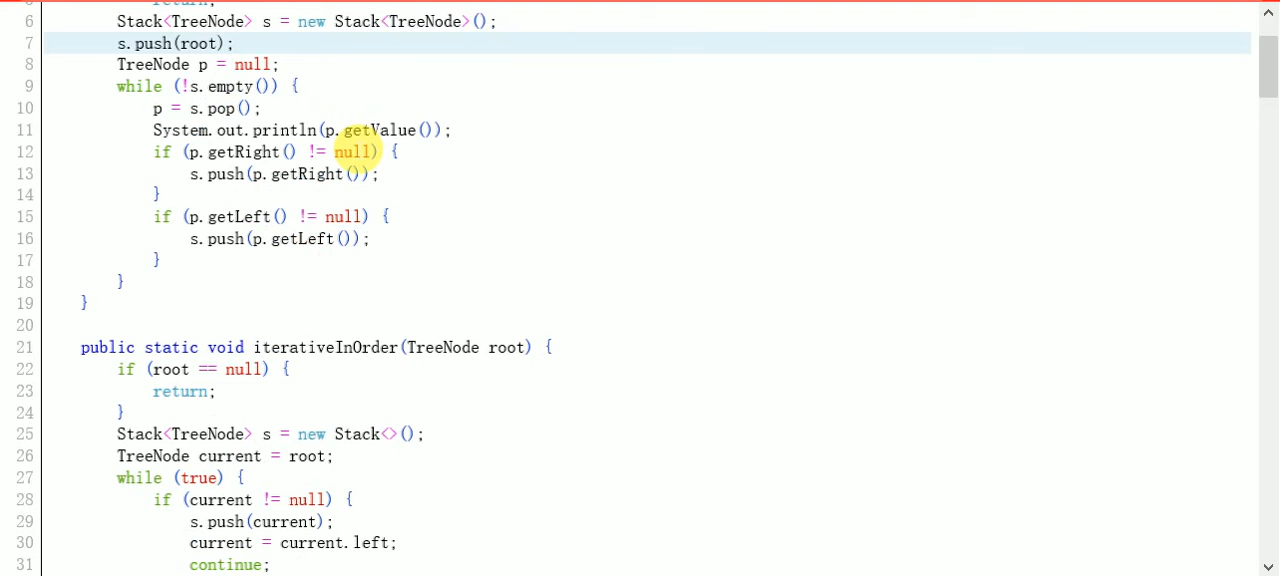 5 return;
6 Stack<TreeNode> s = new Stack<TreeNode>();
7 s.push(root);
8 TreeNode p = null;
9 while (!s.empty()) {
10 p = s.pop();
11 System.out.println(p.getValue());
12 if (p.getRight() != null) {
13 s.push(p.getRight());
14 }
15 if (p.getLeft() != null) {
16 s.push(p.getLeft());
17 }
18 }
19 }
20
21 public static void iterativeInOrder(TreeNode root) {
22 if (root == null) {
23 return;
24 }
25 Stack<TreeNode> s = new Stack<>();
26 TreeNode current = root;
27 while (true) {
28 if (current != null) {
29 s.push(current);
30 current = current.left;
31 continue;